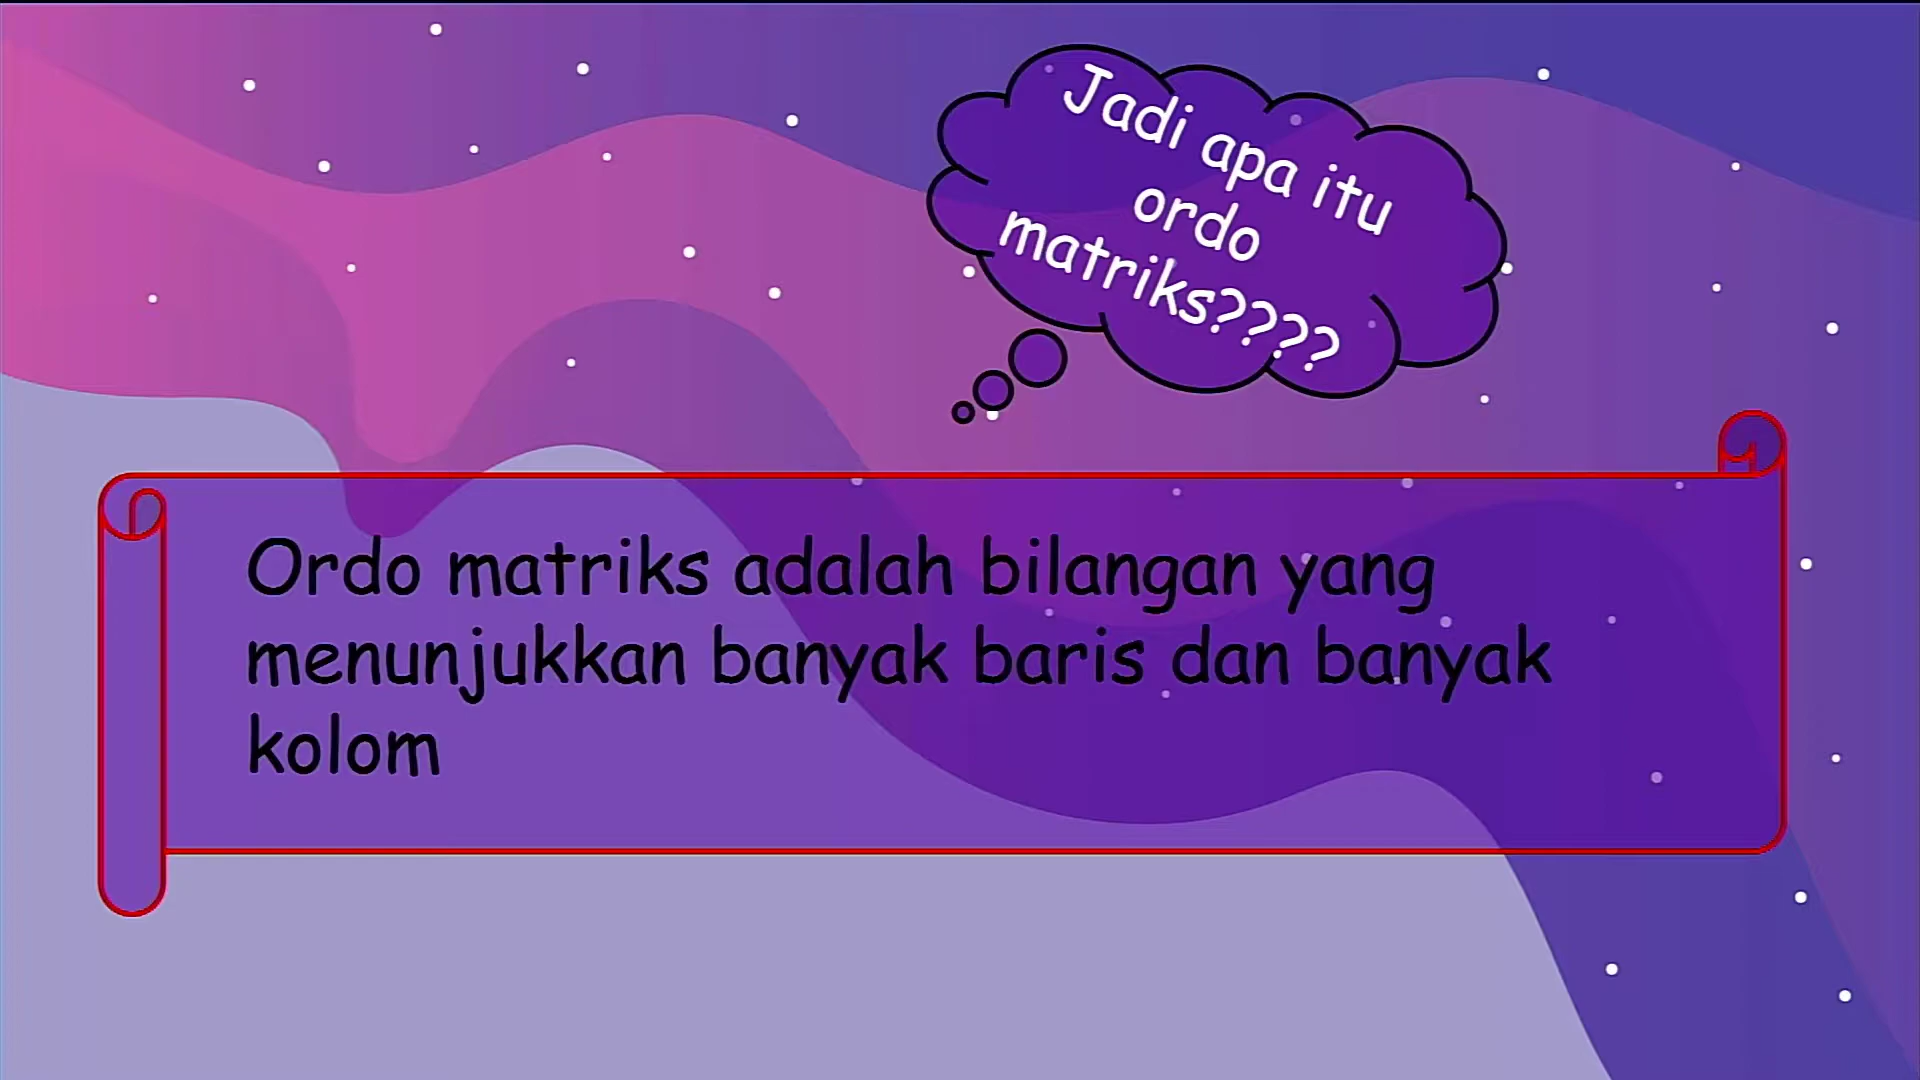 Jadi apa itu
ordo
matriks????
Ordo matriks adalah bilangan yang
menunjukkan banyak baris dan banyak
kolom